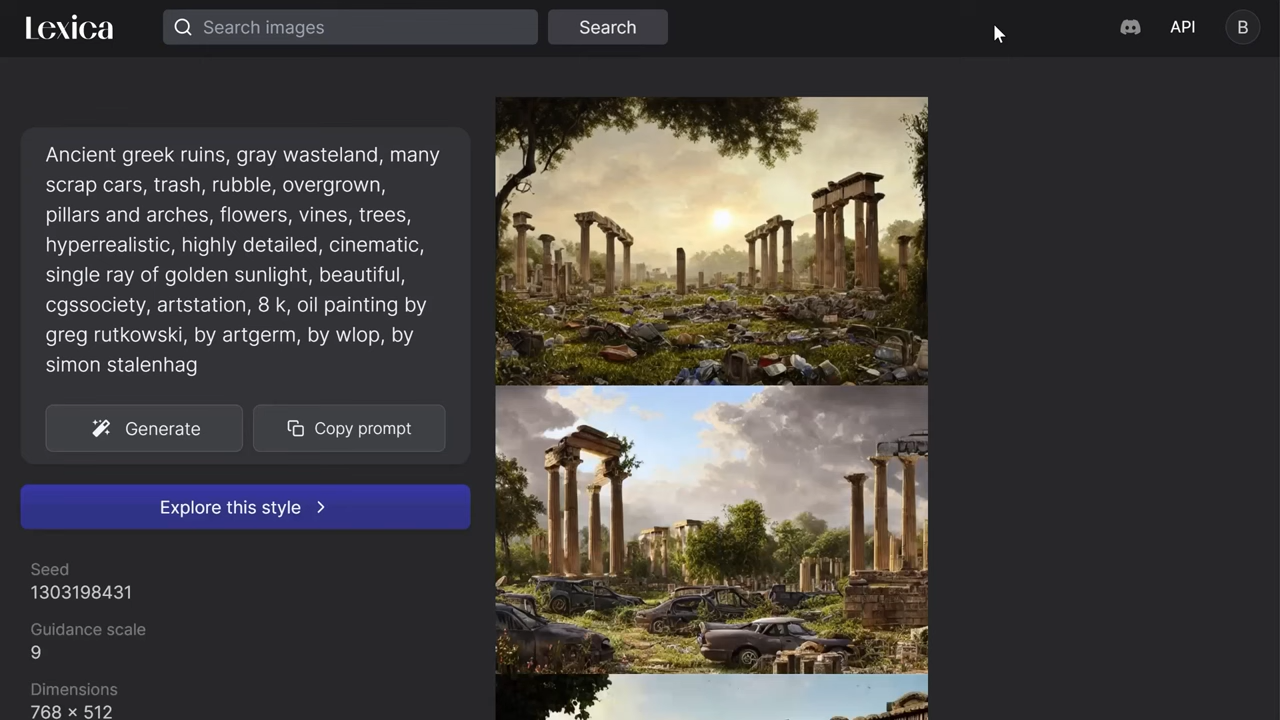 Lexica
Search images
Search
API
B
Ancient greek ruins, gray wasteland, many
scrap cars, trash, rubble, overgrown,
pillars and arches, flowers, vines, trees,
hyperrealistic, highly detailed, cinematic,
single ray of golden sunlight, beautiful,
cgssociety, artstation, 8 k, oil painting by
greg rutkowski, by artgerm, by wlop, by
simon stalenhag
Generate
Copy prompt
Explore this style
Seed
1303198431
Guidance scale
9
Dimensions
768 × 512